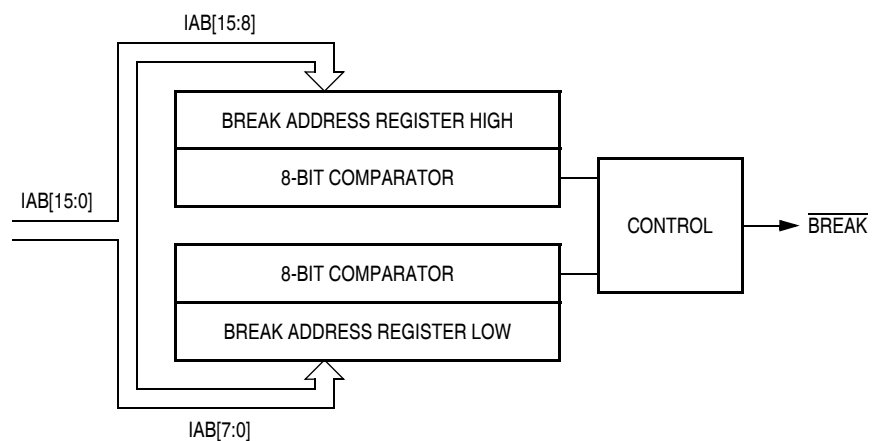 IAB[15:8]
BREAK ADDRESS REGISTER HIGH
8-BIT COMPARATOR
IAB[15:0]
CONTROL
BREAK
8-BIT COMPARATOR
BREAK ADDRESS REGISTER LOW
IAB[7:0]